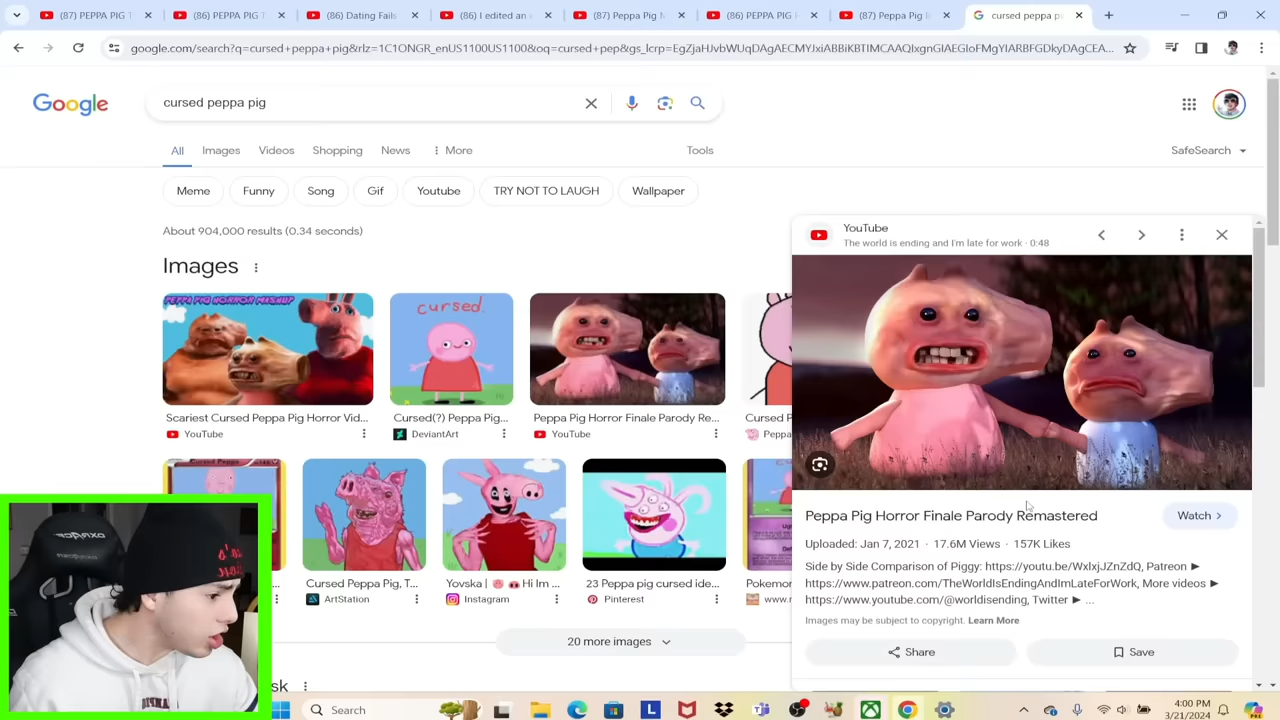 (87) PEPPA PIG T
(86) PEPPA PIG T
(86) Dating Fails
(86) I edited an
(87) Peppa Pig
(86) PEPPA PIG H
(87) Peppa Pig
cursed peppa pi
google.com/search?q=cursed+peppa+pig&rlz=1C1ONGR_enUS1100US1100&oq=cursed+pep&gs_lcrp=
Google
cursed peppa pig
All
Images
Videos
Shopping
News
More
Tools
SafeSearch
Meme
Funny
Song
Gif
Youtube
TRY NOT TO LAUGH
Wallpaper
About 904,000 results (0.34 seconds)
Images
PEPPA PIG HORROR MASHUP
cursed.
Scariest Cursed Peppa Pig Horror Vid...
YouTube
Cursed(?) Peppa Pig...
DeviantArt
Peppa Pig Horror Finale Parody Re...
YouTube
Cursed P
Peppa
Cursed Peppa
Cursed Peppa Pig, T...
ArtStation
Yovska | Hi Im ...
Instagram
23 Peppa pig cursed ide...
Pinterest
Pokemor
www.r
20 more images
sk
YouTube
The world is ending and I'm late for work · 0:48
Peppa Pig Horror Finale Parody Remastered
Watch
Uploaded: Jan 7, 2021 · 17.6M Views · 157K Likes
Side by Side Comparison of Piggy: https://youtu.be/WxlxjJZnZdQ, Patreon ►
https://www.patreon.com/TheWorldIsEndingAndImLateForWork, More videos ►
https://www.youtube.com/@worldisending, Twitter ► ...
Images may be subject to copyright. Learn More
Share
Save
Search
4:00 PM
3/21/2024